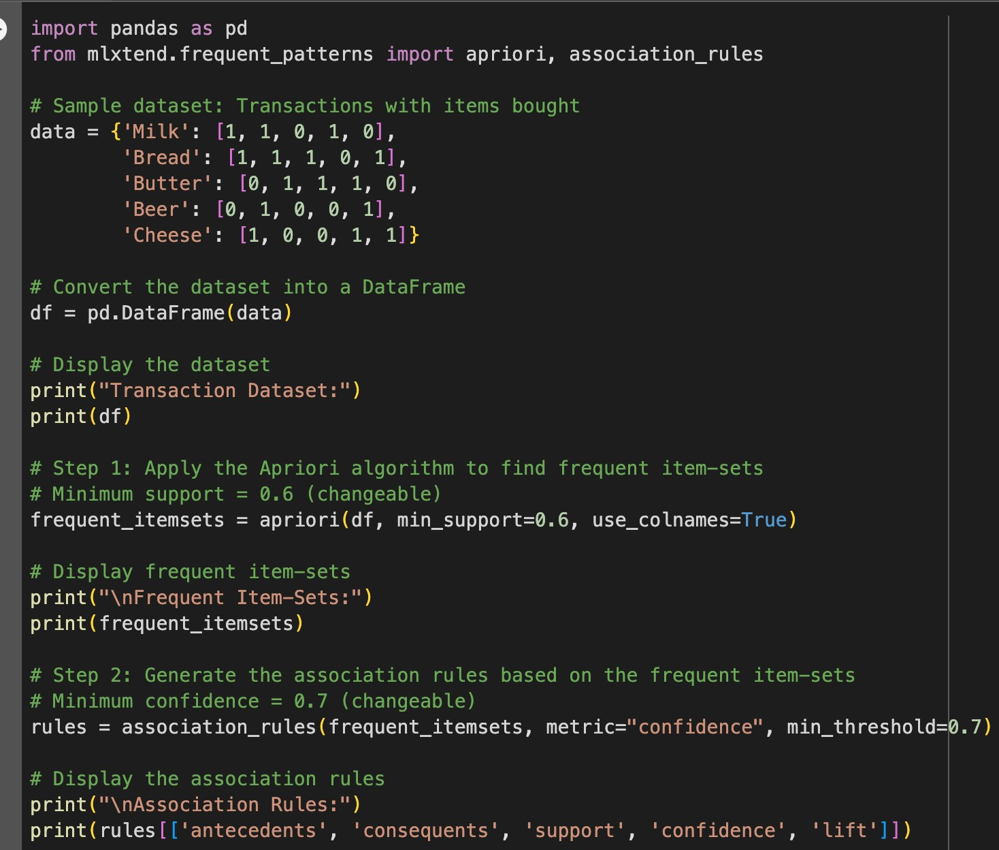 import pandas as pd
from mlxtend.frequent_patterns import apriori, association_rules

# Sample dataset: Transactions with items bought
data = {'Milk': [1, 1, 0, 1, 0],
        'Bread': [1, 1, 1, 0, 1],
        'Butter': [0, 1, 1, 1, 0],
        'Beer': [0, 1, 0, 0, 1],
        'Cheese': [1, 0, 0, 1, 1]}

# Convert the dataset into a DataFrame
df = pd.DataFrame(data)

# Display the dataset
print("Transaction Dataset:")
print(df)

# Step 1: Apply the Apriori algorithm to find frequent item-sets
# Minimum support = 0.6 (changeable)
frequent_itemsets = apriori(df, min_support=0.6, use_colnames=True)

# Display frequent item-sets
print("\nFrequent Item-Sets:")
print(frequent_itemsets)

# Step 2: Generate the association rules based on the frequent item-sets
# Minimum confidence = 0.7 (changeable)
rules = association_rules(frequent_itemsets, metric="confidence", min_threshold=0.7)

# Display the association rules
print("\nAssociation Rules:")
print(rules[['antecedents', 'consequents', 'support', 'confidence', 'lift']])